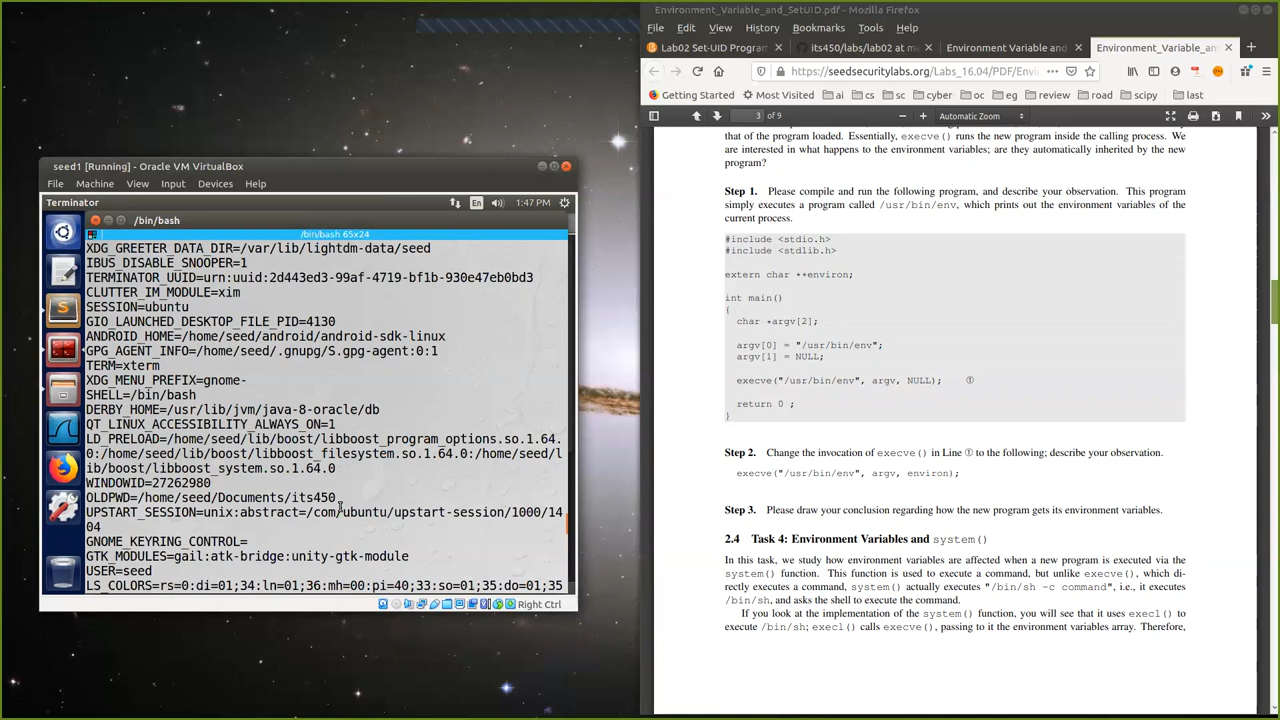 seed1 [Running] - Oracle VM VirtualBox
File Machine View Input Devices Help
Terminator
En
1:47 PM
/bin/bash
/bin/bash 65x24
XDG_GREETER_DATA_DIR=/var/lib/lightdm-data/seed
IBUS_DISABLE_SNOOPER=1
TERMINATOR_UUID=urn:uuid:2d443ed3-99af-4719-bf1b-930e47eb0bd3
CLUTTER_IM_MODULE=xim
SESSION=ubuntu
GIO_LAUNCHED_DESKTOP_FILE_PID=4130
ANDROID_HOME=/home/seed/android/android-sdk-linux
GPG_AGENT_INFO=/home/seed/.gnupg/S.gpg-agent:0:1
TERM=xterm
XDG_MENU_PREFIX=gnome-
SHELL=/bin/bash
DERBY_HOME=/usr/lib/jvm/java-8-oracle/db
QT_LINUX_ACCESSIBILITY_ALWAYS_ON=1
LD_PRELOAD=/home/seed/lib/boost/libboost_program_options.so.1.64.
0:/home/seed/lib/boost/libboost_filesystem.so.1.64.0:/home/seed/l
ib/boost/libboost_system.so.1.64.0
WINDOWID=27262980
OLDPWD=/home/seed/Documents/its450
UPSTART_SESSION=unix:abstract=/com/ubuntu/upstart-session/1000/14
04
GNOME_KEYRING_CONTROL=
GTK_MODULES=gail:atk-bridge:unity-gtk-module
USER=seed
LS_COLORS=rs=0:di=01;34:ln=01;36:mh=00:pi=40;33:so=01;35:do=01;35
Right Ctrl
Environment_Variable_and_SetUID.pdf - Mozilla Firefox
File Edit View History Bookmarks Tools Help
Lab02 Set-UID Program
its450/labs/lab02 at m
Environment Variable and
Environment_Variable_a
https://seedsecuritylabs.org/Labs_16.04/PDF/Envi
Getting Started Most Visited ai cs sc cyber oc eg review road scipy last
3 of 9
Automatic Zoom
that of the program loaded. Essentially, execve() runs the new program inside the calling process. We
are interested in what happens to the environment variables; are they automatically inherited by the new
program?
Step 1. Please compile and run the following program, and describe your observation. This program
simply executes a program called /usr/bin/env, which prints out the environment variables of the
current process.
#include <stdio.h>
#include <stdlib.h>
extern char **environ;
int main()
{
char *argv[2];
argv[0] = "/usr/bin/env";
argv[1] = NULL;
execve("/usr/bin/env", argv, NULL); ①
return 0 ;
}
Step 2. Change the invocation of execve() in Line ① to the following; describe your observation.
execve("/usr/bin/env", argv, environ);
Step 3. Please draw your conclusion regarding how the new program gets its environment variables.
2.4 Task 4: Environment Variables and system()
In this task, we study how environment variables are affected when a new program is executed via the
system() function. This function is used to execute a command, but unlike execve(), which di-
rectly executes a command, system() actually executes "/bin/sh -c command", i.e., it executes
/bin/sh, and asks the shell to execute the command.
If you look at the implementation of the system() function, you will see that it uses execl() to
execute /bin/sh; execl() calls execve(), passing to it the environment variables array. Therefore,